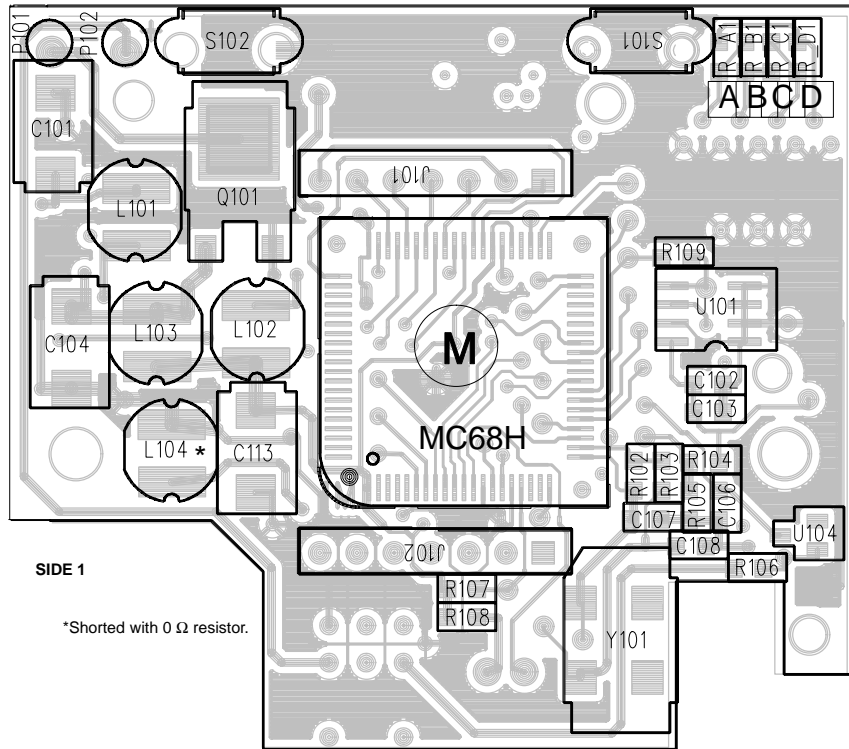 P101
P102
S102
S101
R_A1
R_B1
R_C1
R_D1
A B C D
C101
Q101
J101
L101
R109
U101
C104
L103
L102
M
C102
C103
MC68H
L104 *
C113
R102
R103
R104
R105
C106
C107
U104
J102
C108
R106
SIDE 1
R107
R108
*Shorted with 0 Ω resistor.
Y101